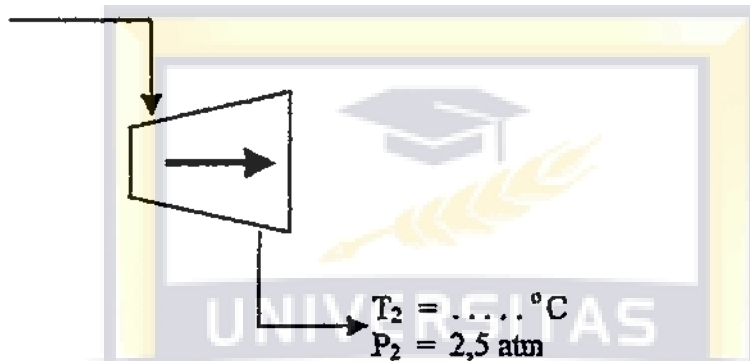 T₂ = ..... °C
UNIVERSITAS
P₂ = 2,5 atm